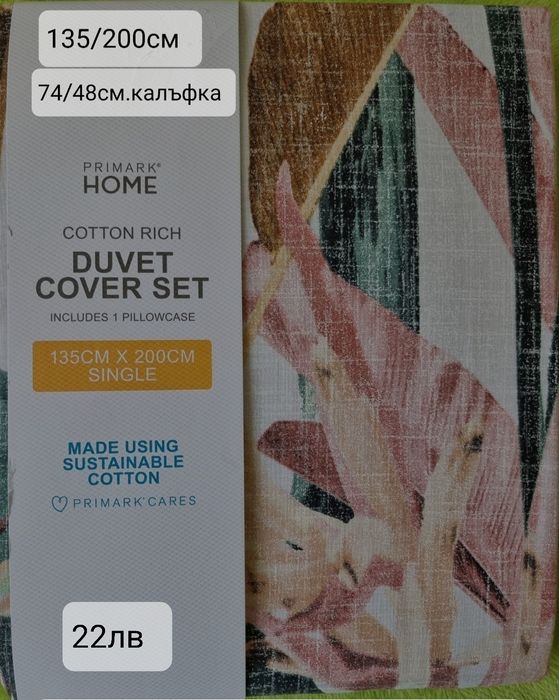 135/200см
74/48см.калъфка
PRIMARK®
HOME
COTTON RICH
DUVET
COVER SET
INCLUDES 1 PILLOWCASE
135CM X 200CM
SINGLE
MADE USING
SUSTAINABLE
COTTON
PRIMARK® CARES
22лв